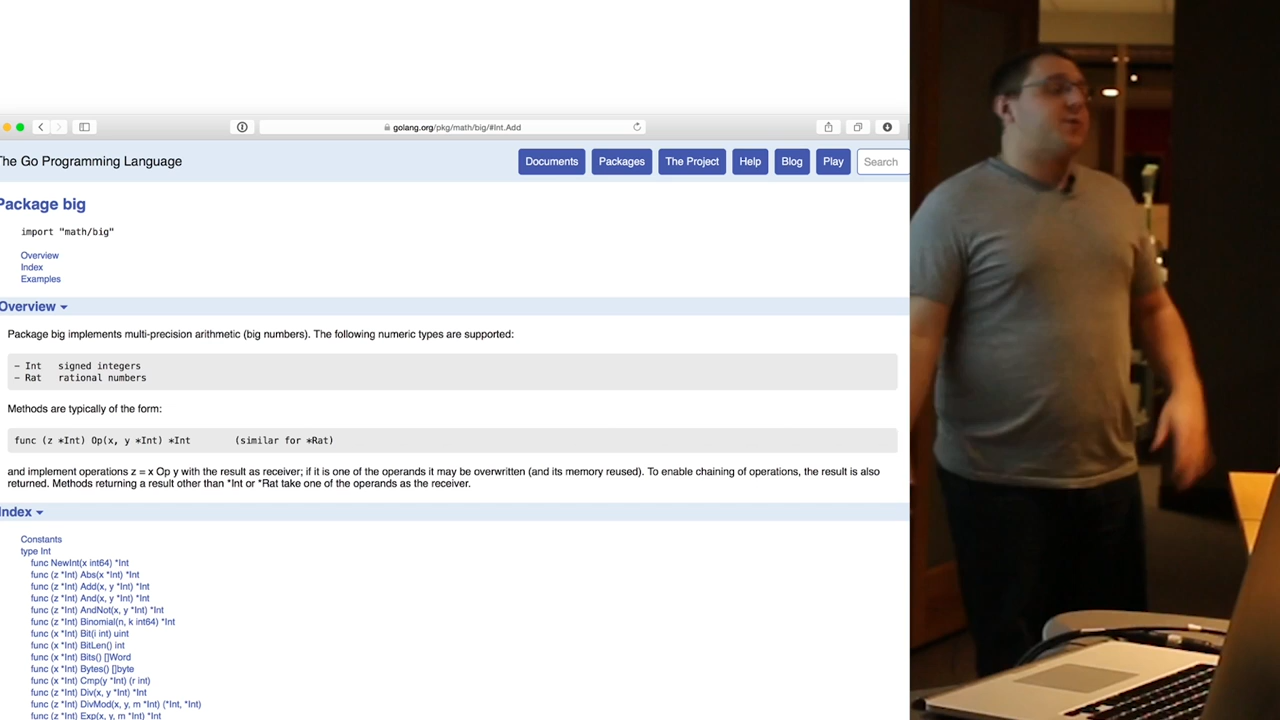 golang.org/pkg/math/big/#Int.Add
The Go Programming Language
Documents Packages The Project Help Blog Play Search
Package big
import "math/big"
Overview
Index
Examples
Overview
Package big implements multi-precision arithmetic (big numbers). The following numeric types are supported:
- Int signed integers
- Rat rational numbers
Methods are typically of the form:
func (z *Int) Op(x, y *Int) *Int (similar for *Rat)
and implement operations z = x Op y with the result as receiver; if it is one of the operands it may be overwritten (and its memory reused). To enable chaining of operations, the result is also
returned. Methods returning a result other than *Int or *Rat take one of the operands as the receiver.
Index
Constants
type Int
func NewInt(x int64) *Int
func (z *Int) Abs(x *Int) *Int
func (z *Int) Add(x, y *Int) *Int
func (z *Int) And(x, y *Int) *Int
func (z *Int) AndNot(x, y *Int) *Int
func (z *Int) Binomial(n, k int64) *Int
func (x *Int) Bit(i int) uint
func (x *Int) BitLen() int
func (x *Int) Bits() []Word
func (x *Int) Bytes() []byte
func (x *Int) Cmp(y *Int) (r int)
func (z *Int) Div(x, y *Int) *Int
func (z *Int) DivMod(x, y, m *Int) (*Int, *Int)
func (z *Int) Exp(x, y, m *Int) *Int